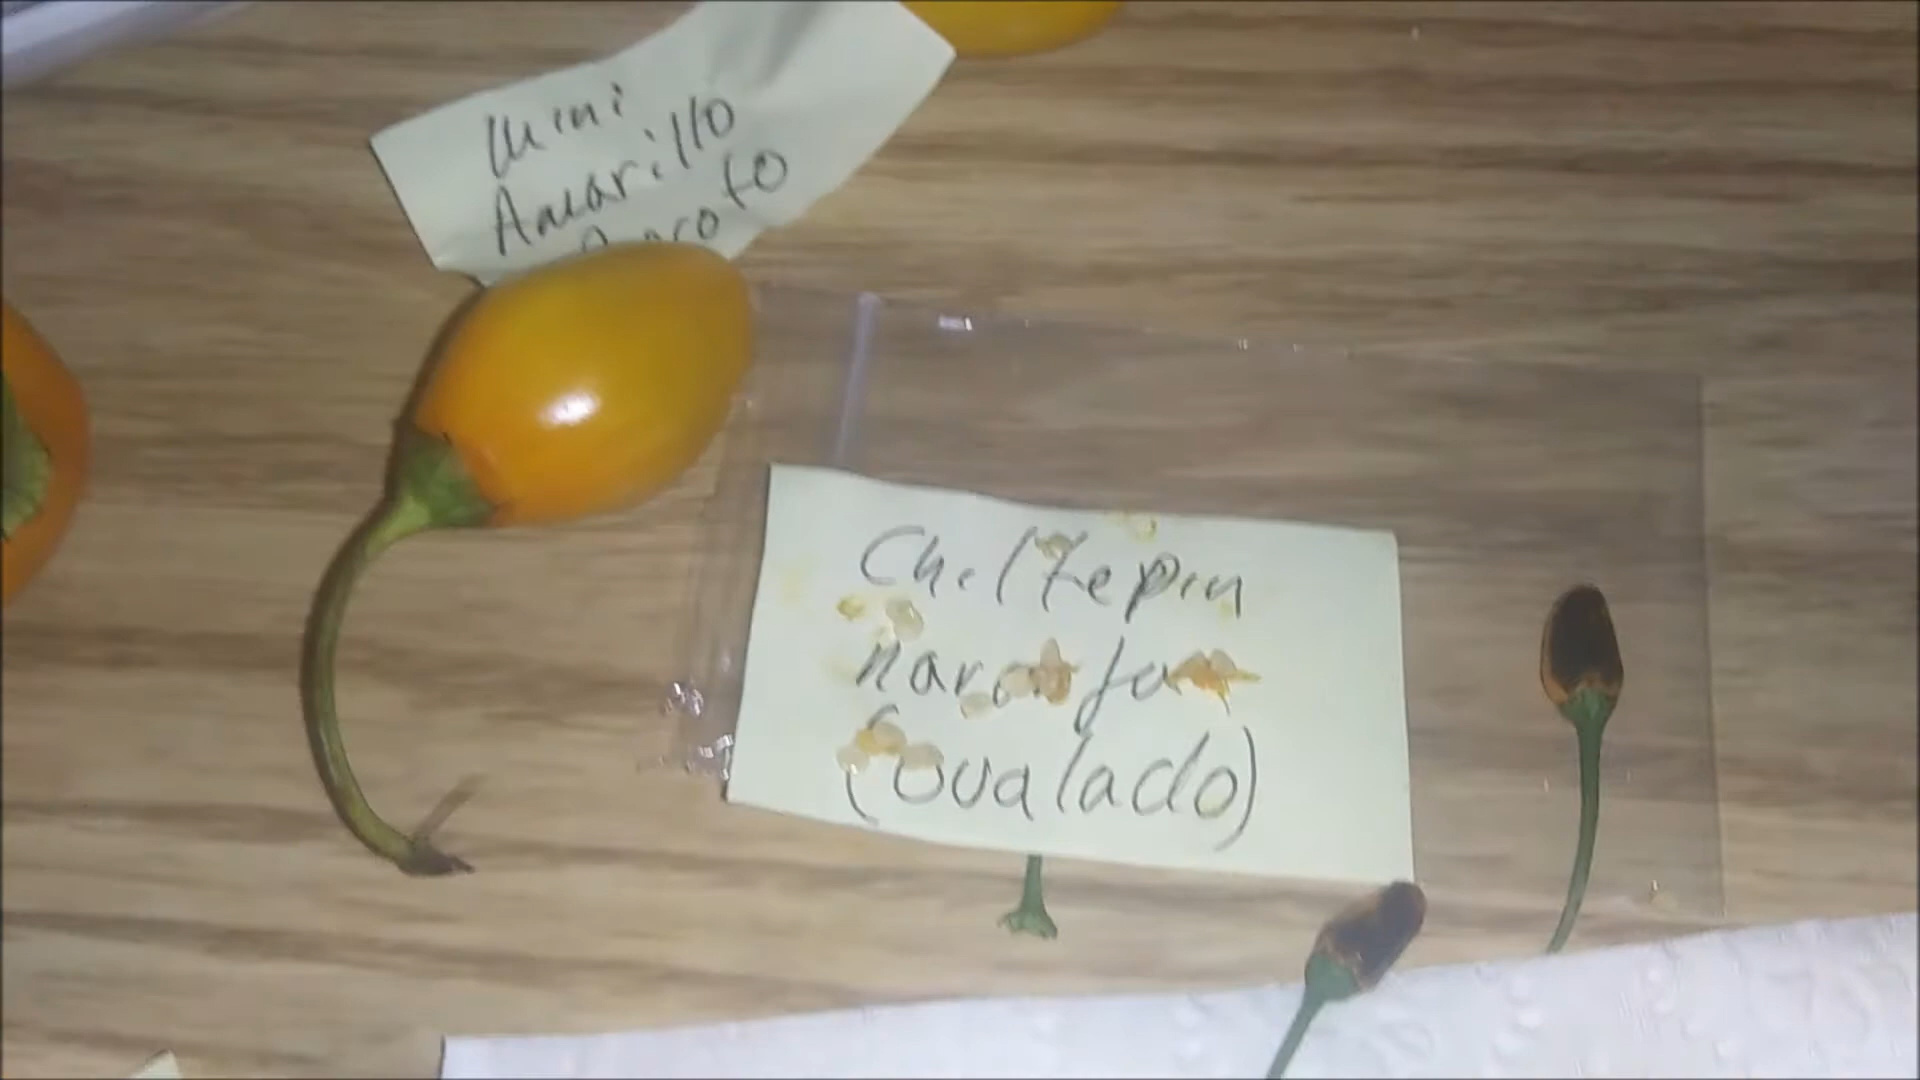 Mini
Amarillo
Chiltepin
naranja
(ovalado)